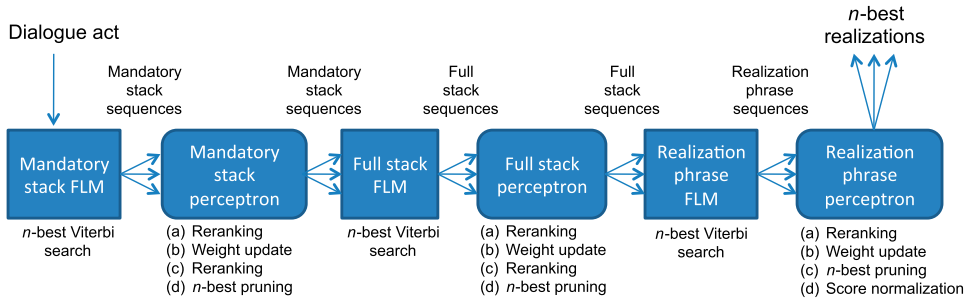 Dialogue act
n-best
realizations
Mandatory
stack
sequences
Mandatory
stack
sequences
Full
stack
sequences
Full
stack
sequences
Realization
phrase
sequences
Mandatory
stack FLM
Mandatory
stack
perceptron
Full stack
FLM
Full stack
perceptron
Realization
phrase
FLM
Realization
phrase
perceptron
n-best Viterbi
search
(a) Reranking
(b) Weight update
(c) Reranking
(d) n-best pruning
n-best Viterbi
search
(a) Reranking
(b) Weight update
(c) Reranking
(d) n-best pruning
n-best Viterbi
search
(a) Reranking
(b) Weight update
(c) n-best pruning
(d) Score normalization